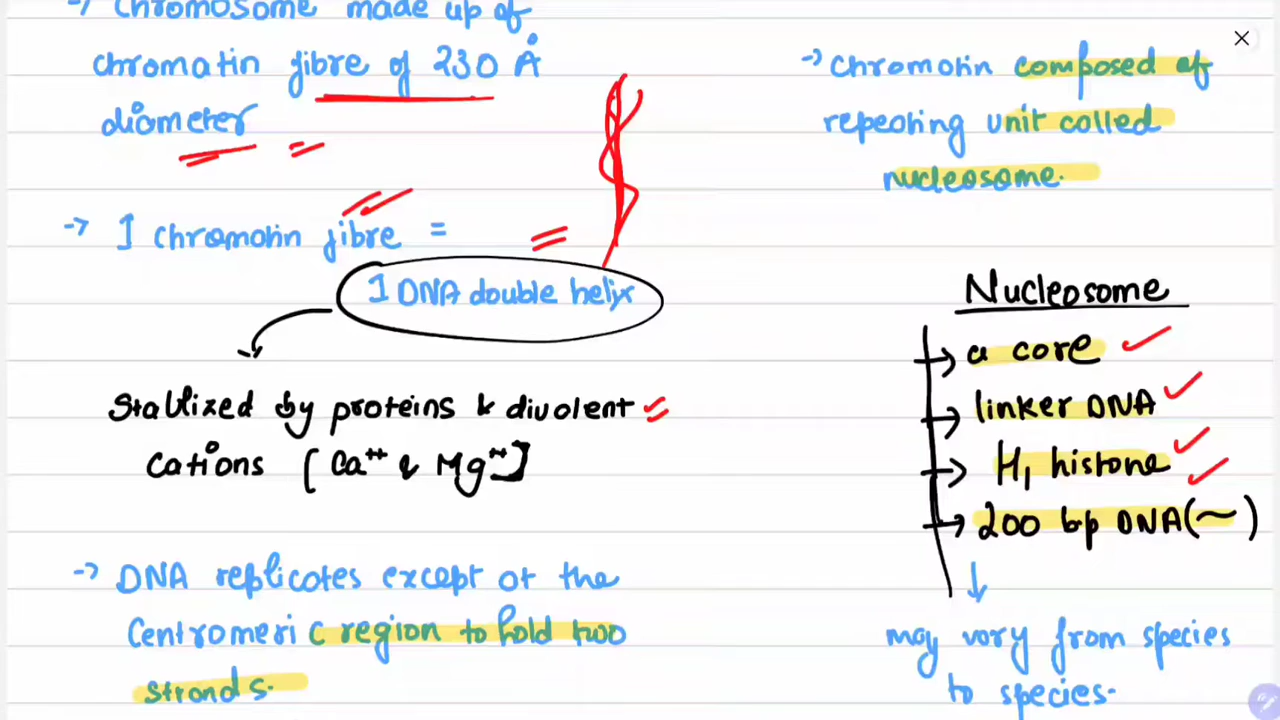 -> Chromosome made up of
chromatin fibre of 230 Å
diameter
-> 1 chromatin fibre =
1 DNA double helix
Stablized by proteins & divalent
cations [Ca++ & Mg++]
-> DNA replicates except at the
Centromeric region to hold two
strands.
-> Chromatin composed of
repeating unit called
nucleosome.
Nucleosome
→ a core
→ linker DNA
→ H1 histone
→ 200 bp DNA(~)
↓
may vary from species
to species.